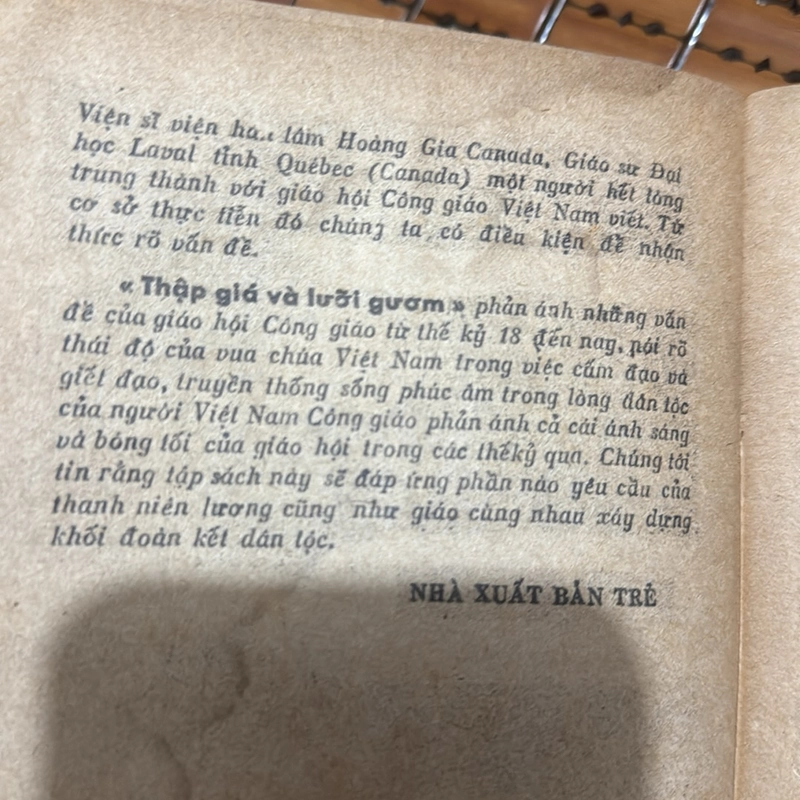 Viện sĩ viện lâm Hoàng Gia Canada, Giáo sư Đại
học Laval tỉnh Québec (Canada) một người kết lòng
trung thành với giáo hội Công giáo Việt Nam viết. Từ
cơ sở thực tiễn đó chúng ta có điều kiện để nhận
thức rõ vấn đề.
« Thập giá và lưỡi gươm » phản ánh những vấn
đề của giáo hội Công giáo từ thế kỷ 18 đến nay, nói rõ
thái độ của vua chúa Việt Nam trong việc cấm đạo và
giết đạo, truyền thống sống phúc âm trong lòng dân tộc
của người Việt Nam Công giáo phản ánh cả cái ánh sáng
và bóng tối của giáo hội trong các thếkỷ qua. Chúng tôi
tin rằng tập sách này sẽ đáp ứng phần nào yêu cầu của
thanh niên lương cũng như giáo cùng nhau xây dựng
khối đoàn kết dân tộc.
NHÀ XUẤT BẢN TRẺ